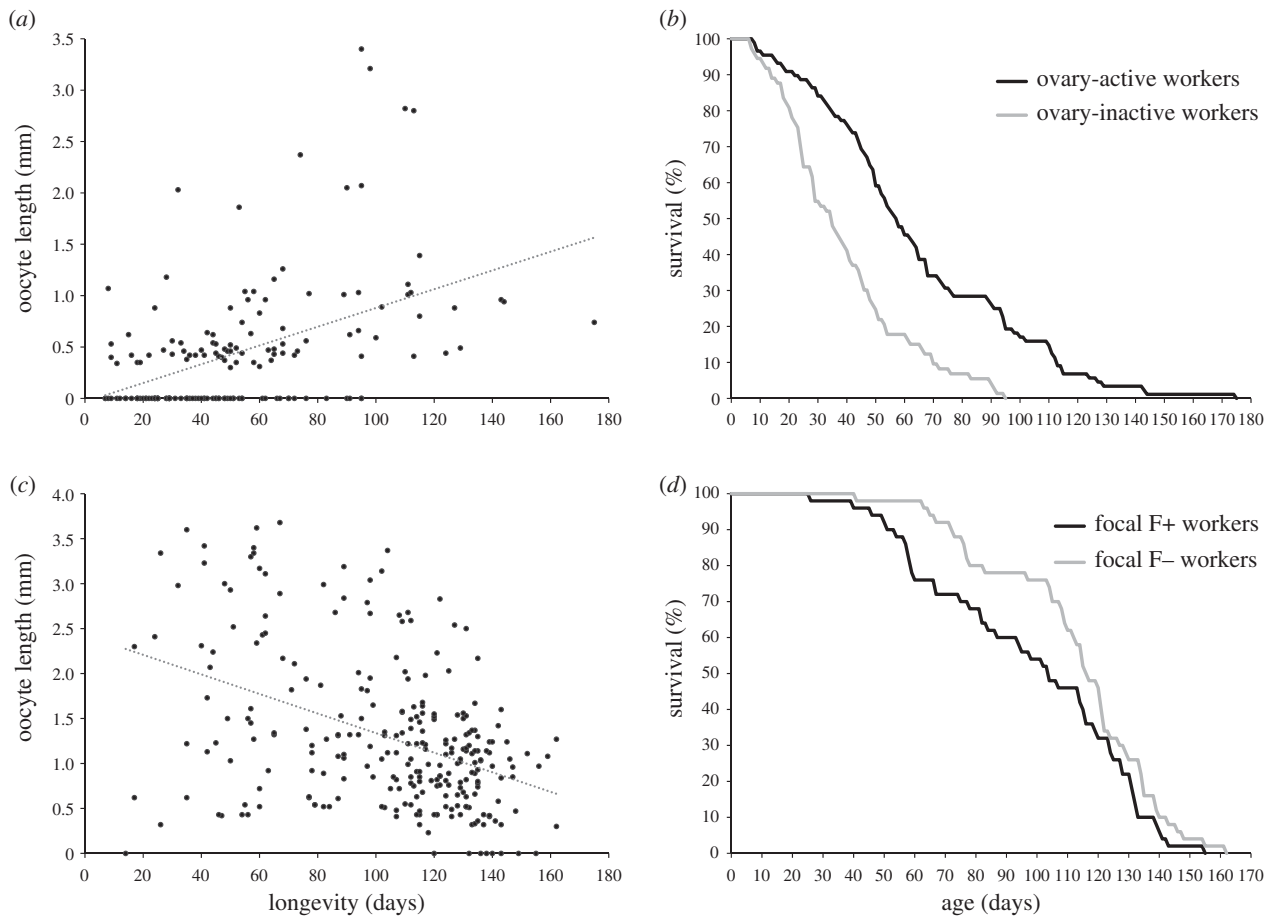 (a)
3.5
3.0
2.5
2.0
1.5
1.0
0.5
0
oocyte length (mm)
0 20 40 60 80 100 120 140 160 180
(b)
100
90
80
70
60
50
40
30
20
10
0
survival (%)
ovary-active workers
ovary-inactive workers
0 10 20 30 40 50 60 70 80 90 100 110 120 130 140 150 160 170 180
(c)
4.0
3.5
3.0
2.5
2.0
1.5
1.0
0.5
0
oocyte length (mm)
0 20 40 60 80 100 120 140 160 180
longevity (days)
(d)
100
90
80
70
60
50
40
30
20
10
0
survival (%)
focal F+ workers
focal F– workers
0 10 20 30 40 50 60 70 80 90 100 110 120 130 140 150 160 170
age (days)